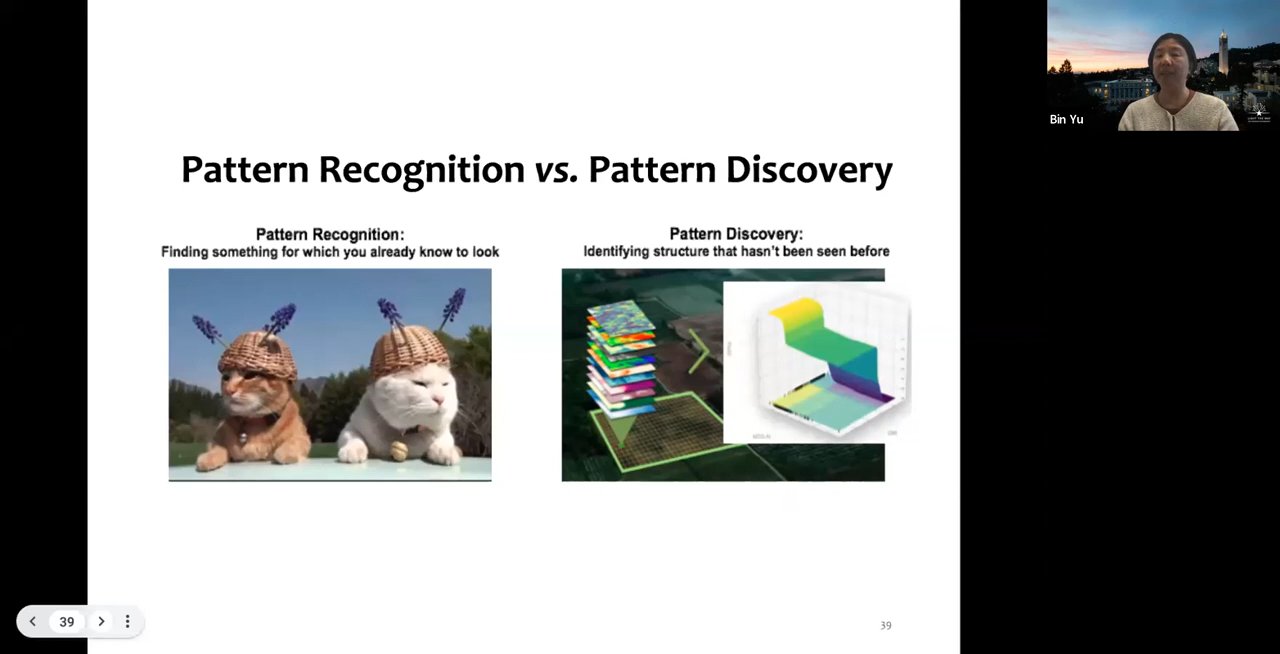 Pattern Recognition vs. Pattern Discovery
Pattern Recognition:
Finding something for which you already know to look
Pattern Discovery:
Identifying structure that hasn't been seen before
39
39
Bin Yu